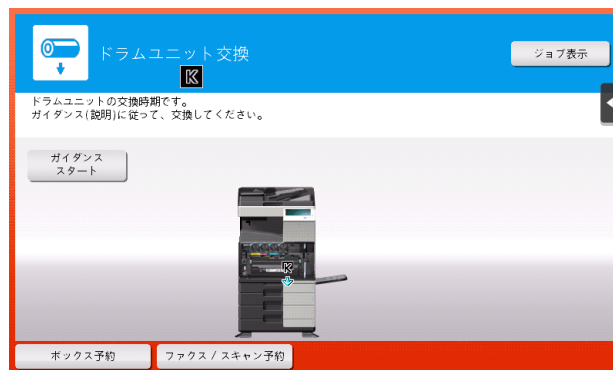 ドラムユニット交換
K
ジョブ表示
ドラムユニットの交換時期です。
ガイダンス(説明)に従って、交換してください。
ガイダンス
スタート
K
ボックス予約
ファクス / スキャン予約